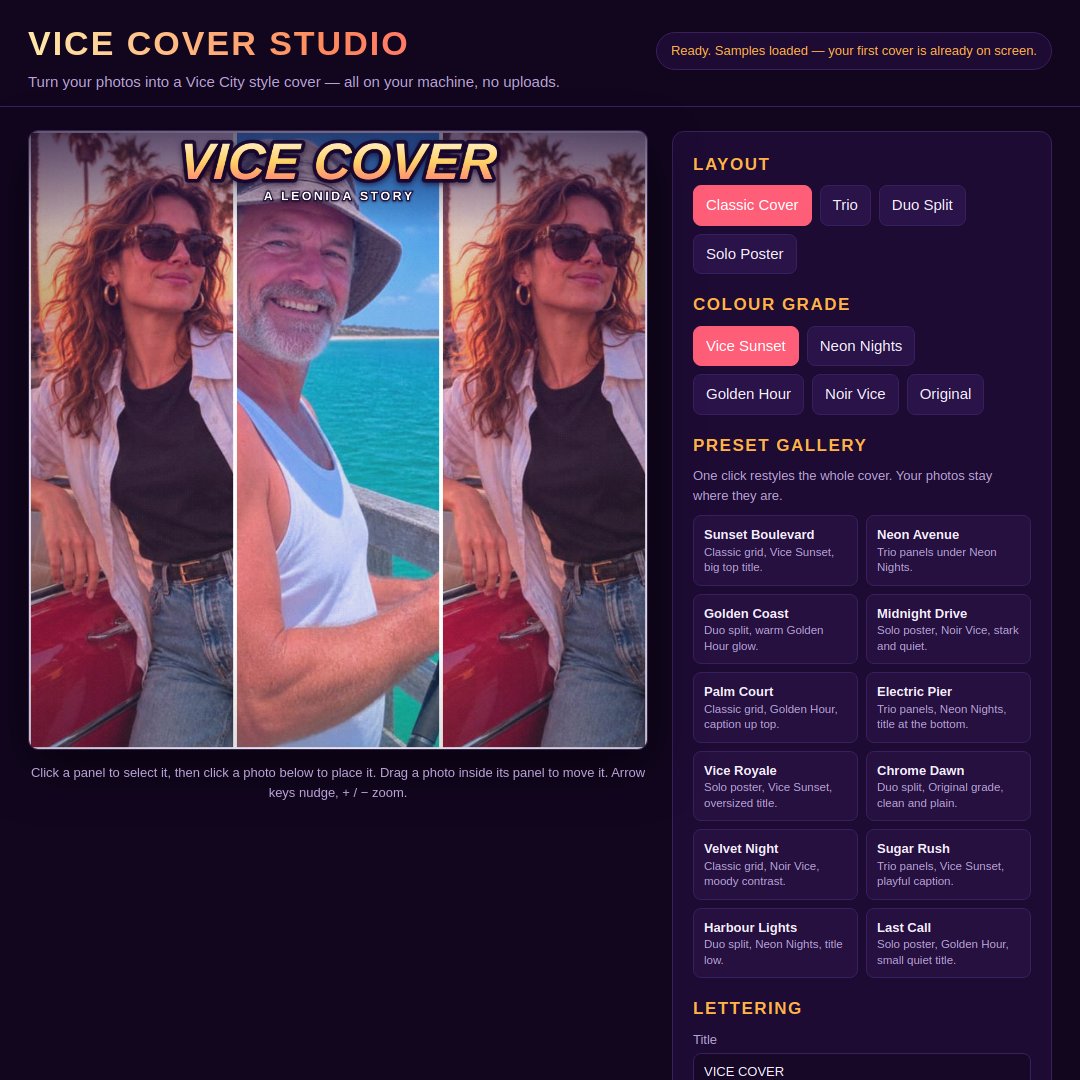 VICE COVER STUDIO
Turn your photos into a Vice City style cover — all on your machine, no uploads.
Ready. Samples loaded — your first cover is already on screen.
VICE COVER
A LEONIDA STORY
Click a panel to select it, then click a photo below to place it. Drag a photo inside its panel to move it. Arrow
keys nudge, + / − zoom.
LAYOUT
Classic Cover
Trio
Duo Split
Solo Poster
COLOUR GRADE
Vice Sunset
Neon Nights
Golden Hour
Noir Vice
Original
PRESET GALLERY
One click restyles the whole cover. Your photos stay
where they are.
Sunset Boulevard
Classic grid, Vice Sunset,
big top title.
Neon Avenue
Trio panels under Neon
Nights.
Golden Coast
Duo split, warm Golden
Hour glow.
Midnight Drive
Solo poster, Noir Vice, stark
and quiet.
Palm Court
Classic grid, Golden Hour,
caption up top.
Electric Pier
Trio panels, Neon Nights,
title at the bottom.
Vice Royale
Solo poster, Vice Sunset,
oversized title.
Chrome Dawn
Duo split, Original grade,
clean and plain.
Velvet Night
Classic grid, Noir Vice,
moody contrast.
Sugar Rush
Trio panels, Vice Sunset,
playful caption.
Harbour Lights
Duo split, Neon Nights, title
low.
Last Call
Solo poster, Golden Hour,
small quiet title.
LETTERING
Title
VICE COVER